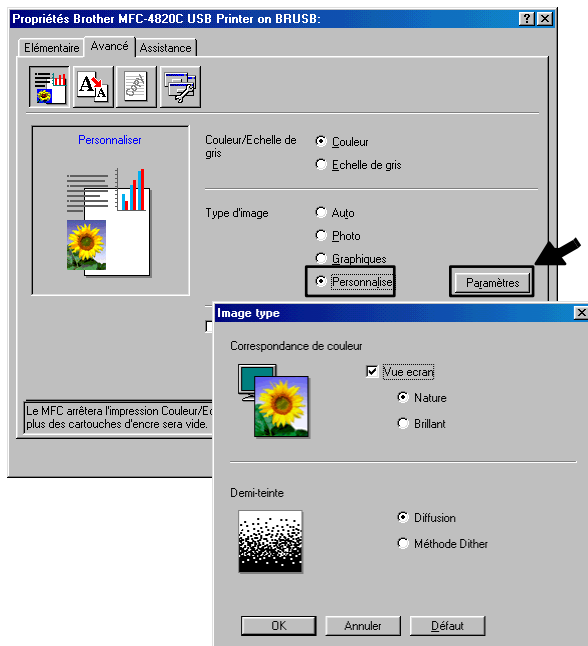 Propriétés Brother MFC-4820C USB Printer on BRUSB:
Elémentaire Avancé Assistance
Personnaliser
Couleur/Echelle de
gris
Couleur
Echelle de gris
Type d'image
Auto
Photo
Graphiques
Personnalise
Paramètres
Le MFC arrêtera l'impression Couleur/Ec
plus des cartouches d'encre sera vide.
Image type
Correspondance de couleur
Vue ecran
Nature
Brillant
Demi-teinte
Diffusion
Méthode Dither
OK Annuler Défaut